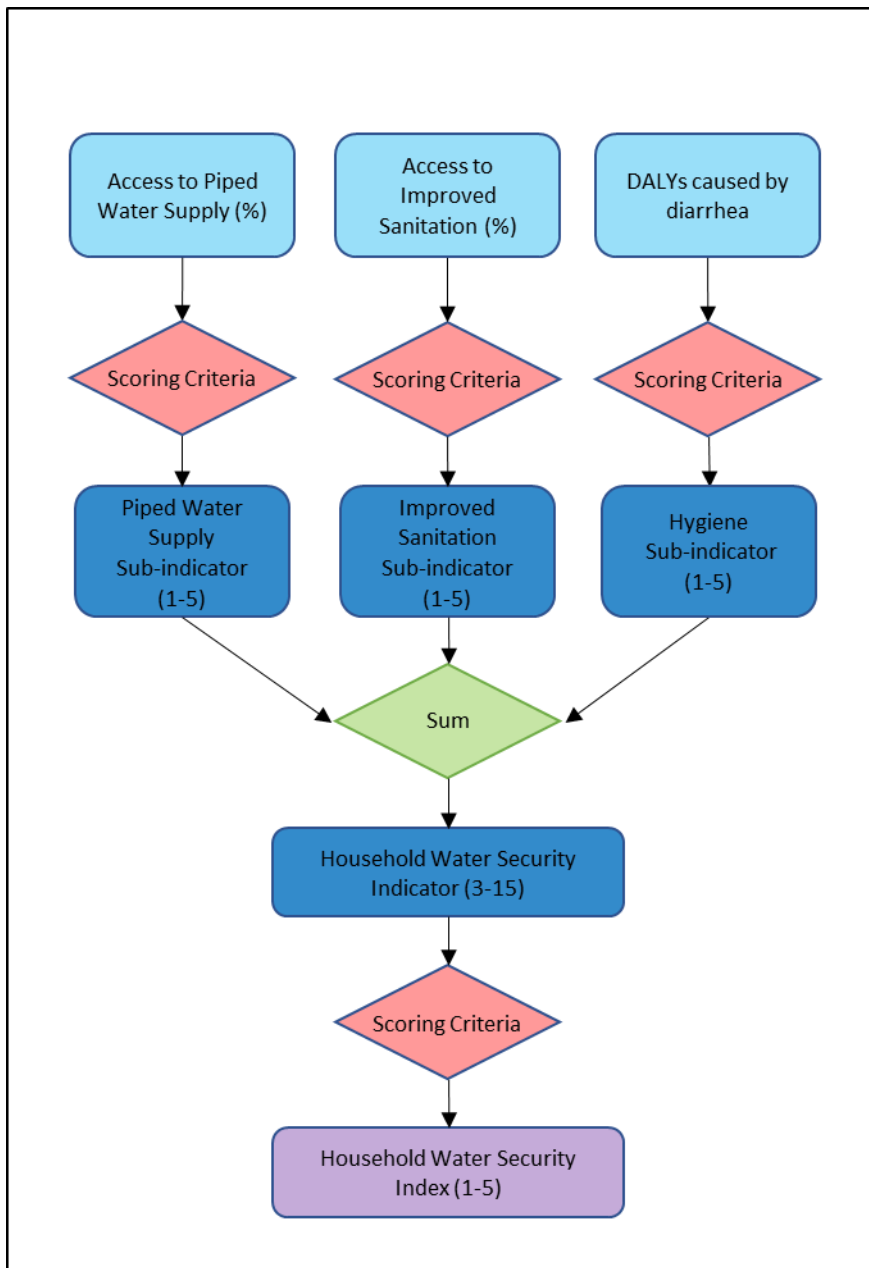 Access to Piped
Water Supply (%)
Access to
Improved
Sanitation (%)
DALYs caused by
diarrhea
Scoring Criteria
Scoring Criteria
Scoring Criteria
Piped Water
Supply
Sub-indicator
(1-5)
Improved
Sanitation
Sub-indicator
(1-5)
Hygiene
Sub-indicator
(1-5)
Sum
Household Water Security
Indicator (3-15)
Scoring Criteria
Household Water Security
Index (1-5)